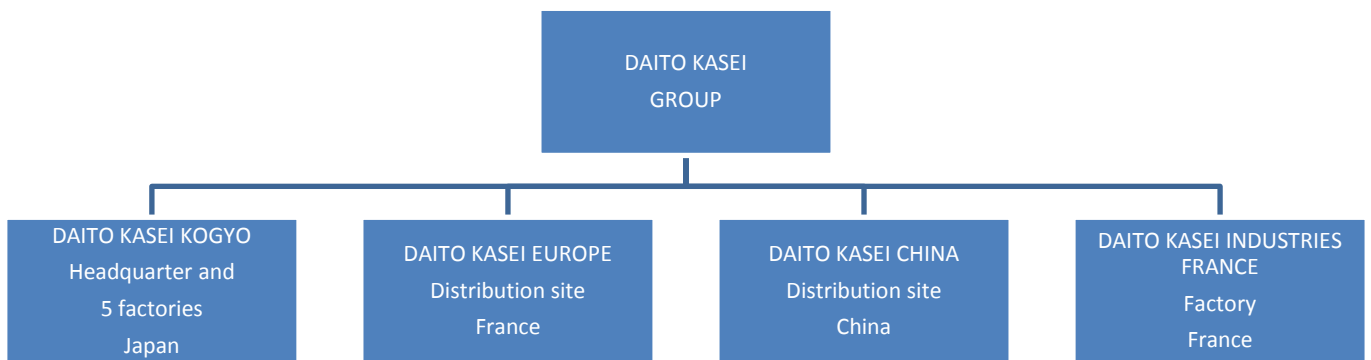 DAITO KASEI
GROUP
DAITO KASEI KOGYO
Headquarter and
5 factories
Japan
DAITO KASEI EUROPE
Distribution site
France
DAITO KASEI CHINA
Distribution site
China
DAITO KASEI INDUSTRIES
FRANCE
Factory
France